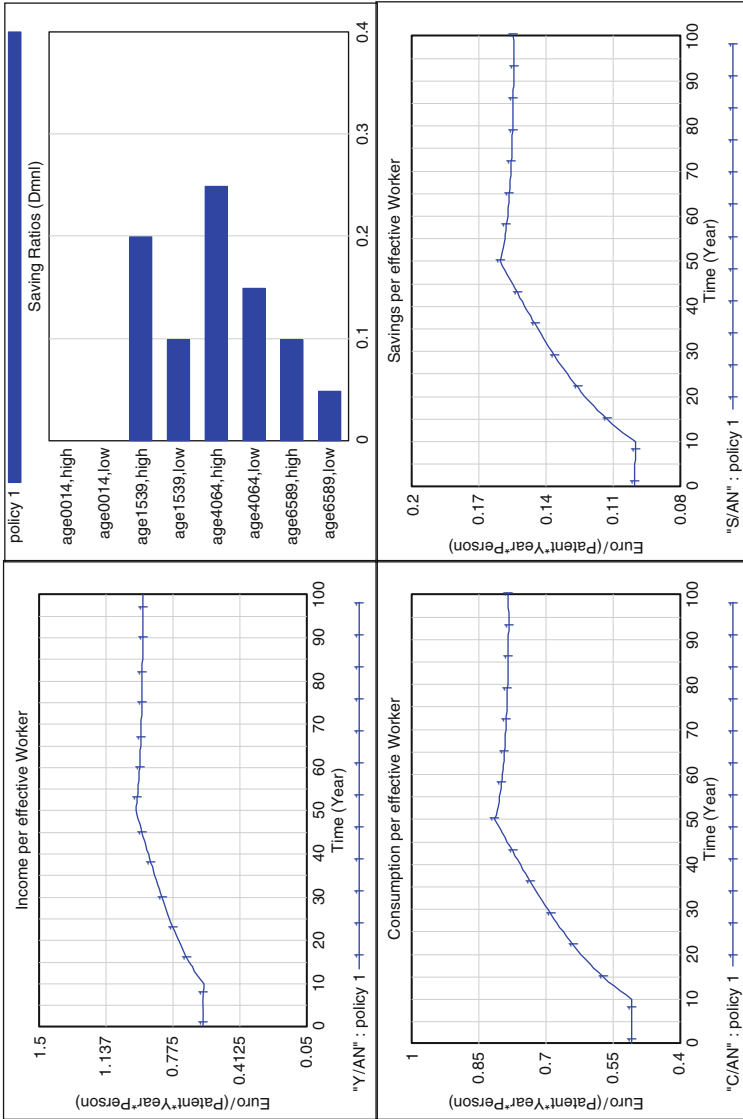 Income per effective Worker
Euro/(Patent*Year*Person)
1.5
1.137
0.775
0.4125
0.05
0 10 20 30 40 50 60 70 80 90 100
Time (Year)
"Y/AN" : policy 1
policy 1
Saving Ratios (Dmnl)
age0014,high
age0014,low
age1539,high
age1539,low
age4064,high
age4064,low
age6589,high
age6589,low
0 0.1 0.2 0.3 0.4
Consumption per effective Worker
Euro/(Patent*Year*Person)
1
0.85
0.7
0.55
0.4
0 10 20 30 40 50 60 70 80 90 100
Time (Year)
"C/AN" : policy 1
Savings per effective Worker
Euro/(Patent*Year*Person)
0.2
0.17
0.14
0.11
0.08
0 10 20 30 40 50 60 70 80 90 100
Time (Year)
"S/AN" : policy 1